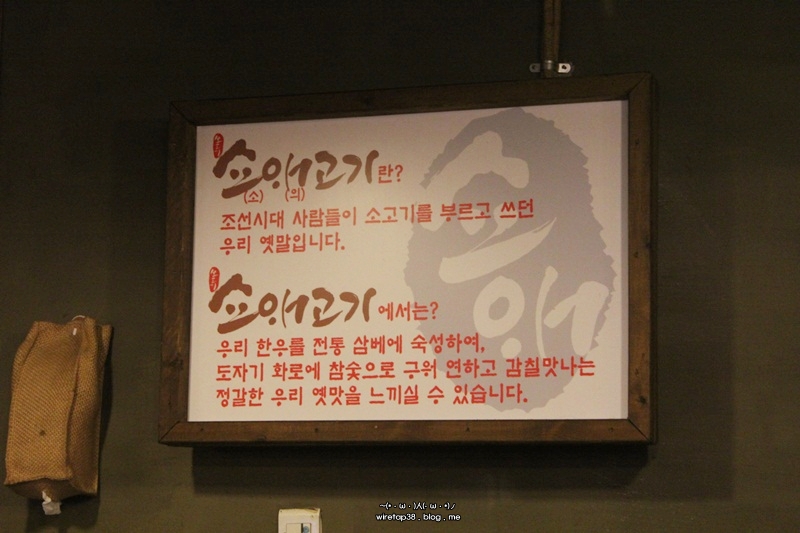 쇼애고기란?
(소) (의)
조선시대 사람들이 소고기를 부르고 쓰던
우리 옛말입니다.
쇼애고기에서는?
우리 한우를 전통 삼베에 숙성하여,
도자기 화로에 참숯으로 구워 연하고 감칠맛나는
정갈한 우리 옛맛을 느끼실 수 있습니다.
쇼애
wiretap38 . blog . me